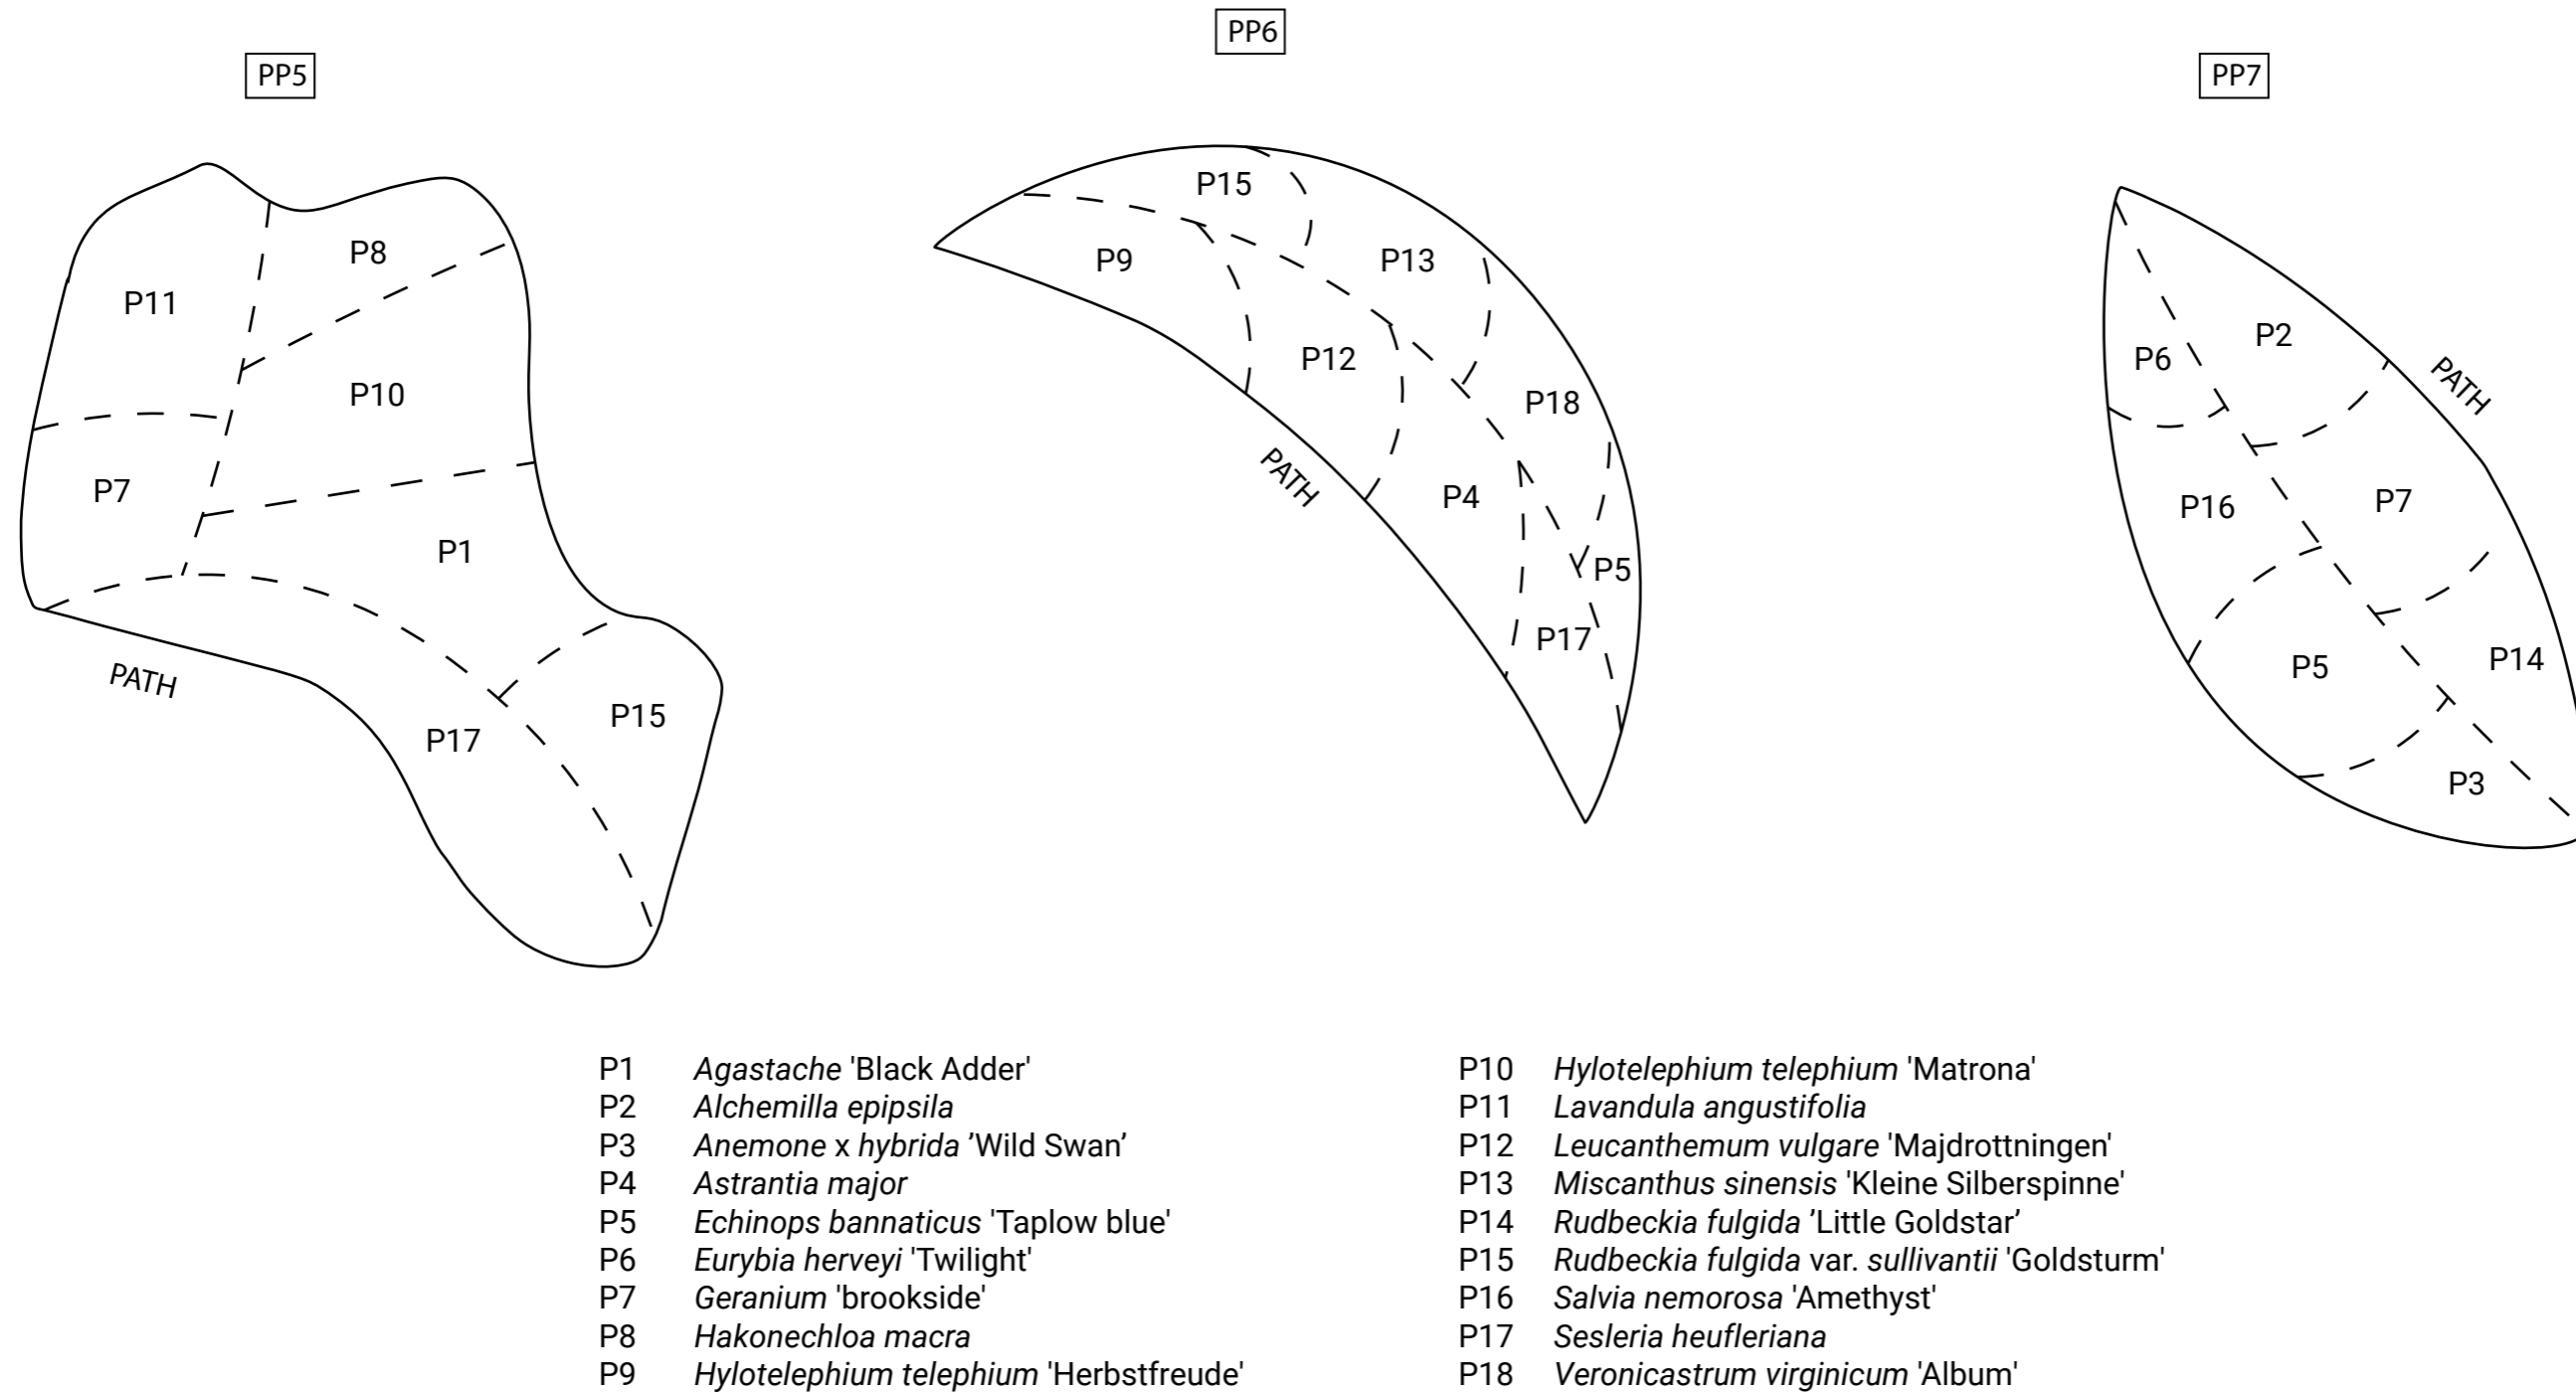 PP5
PP6
PP7
P11
P8
P10
P7
P1
P17
P15
PATH
P15
P9
P13
P12
P18
P4
P5
P17
PATH
P6
P2
PATH
P16
P7
P5
P14
P3
P1 Agastache 'Black Adder'
P2 Alchemilla epipsila
P3 Anemone x hybrida ’Wild Swan’
P4 Astrantia major
P5 Echinops bannaticus 'Taplow blue'
P6 Eurybia herveyi 'Twilight'
P7 Geranium 'brookside'
P8 Hakonechloa macra
P9 Hylotelephium telephium 'Herbstfreude'
P10 Hylotelephium telephium 'Matrona'
P11 Lavandula angustifolia
P12 Leucanthemum vulgare 'Majdrottningen'
P13 Miscanthus sinensis 'Kleine Silberspinne'
P14 Rudbeckia fulgida ’Little Goldstar’
P15 Rudbeckia fulgida var. sullivantii 'Goldsturm'
P16 Salvia nemorosa 'Amethyst'
P17 Sesleria heufleriana
P18 Veronicastrum virginicum 'Album'